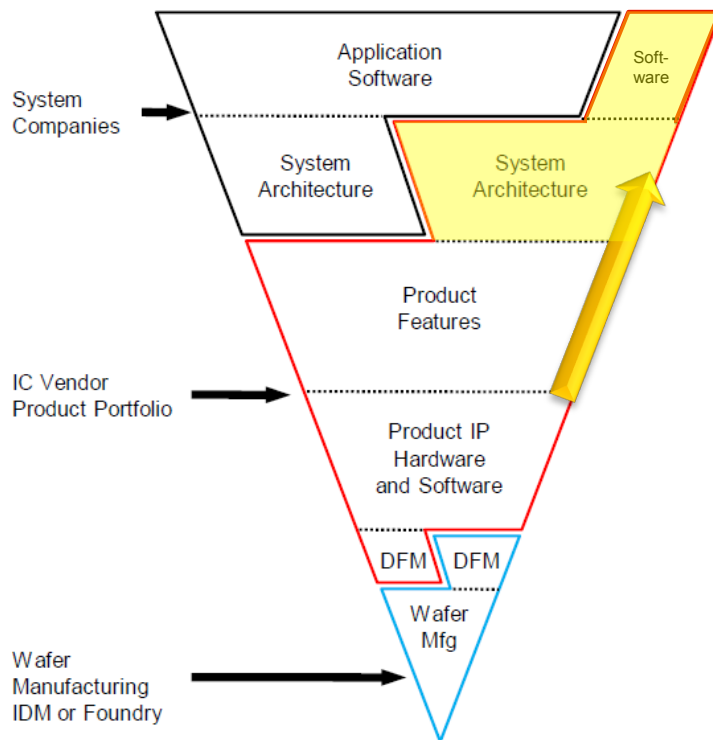 Application
Software
Soft-
ware
System
Companies
System
Architecture
System
Architecture
Product
Features
IC Vendor
Product Portfolio
Product IP
Hardware
and Software
DFM
DFM
Wafer
Mfg
Wafer
Manufacturing
IDM or Foundry